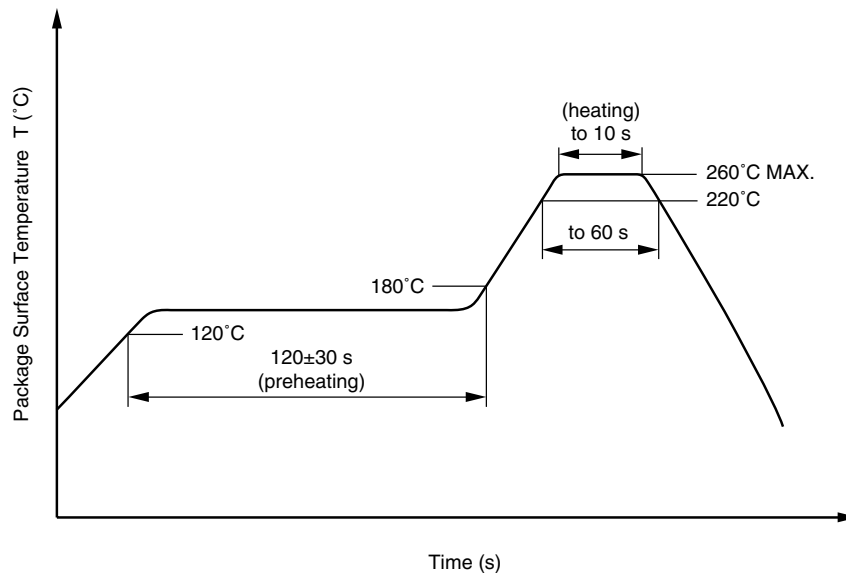 Package Surface Temperature T (˚C)
(heating)
to 10 s
260˚C MAX.
220˚C
to 60 s
180˚C
120˚C
120±30 s
(preheating)
Time (s)